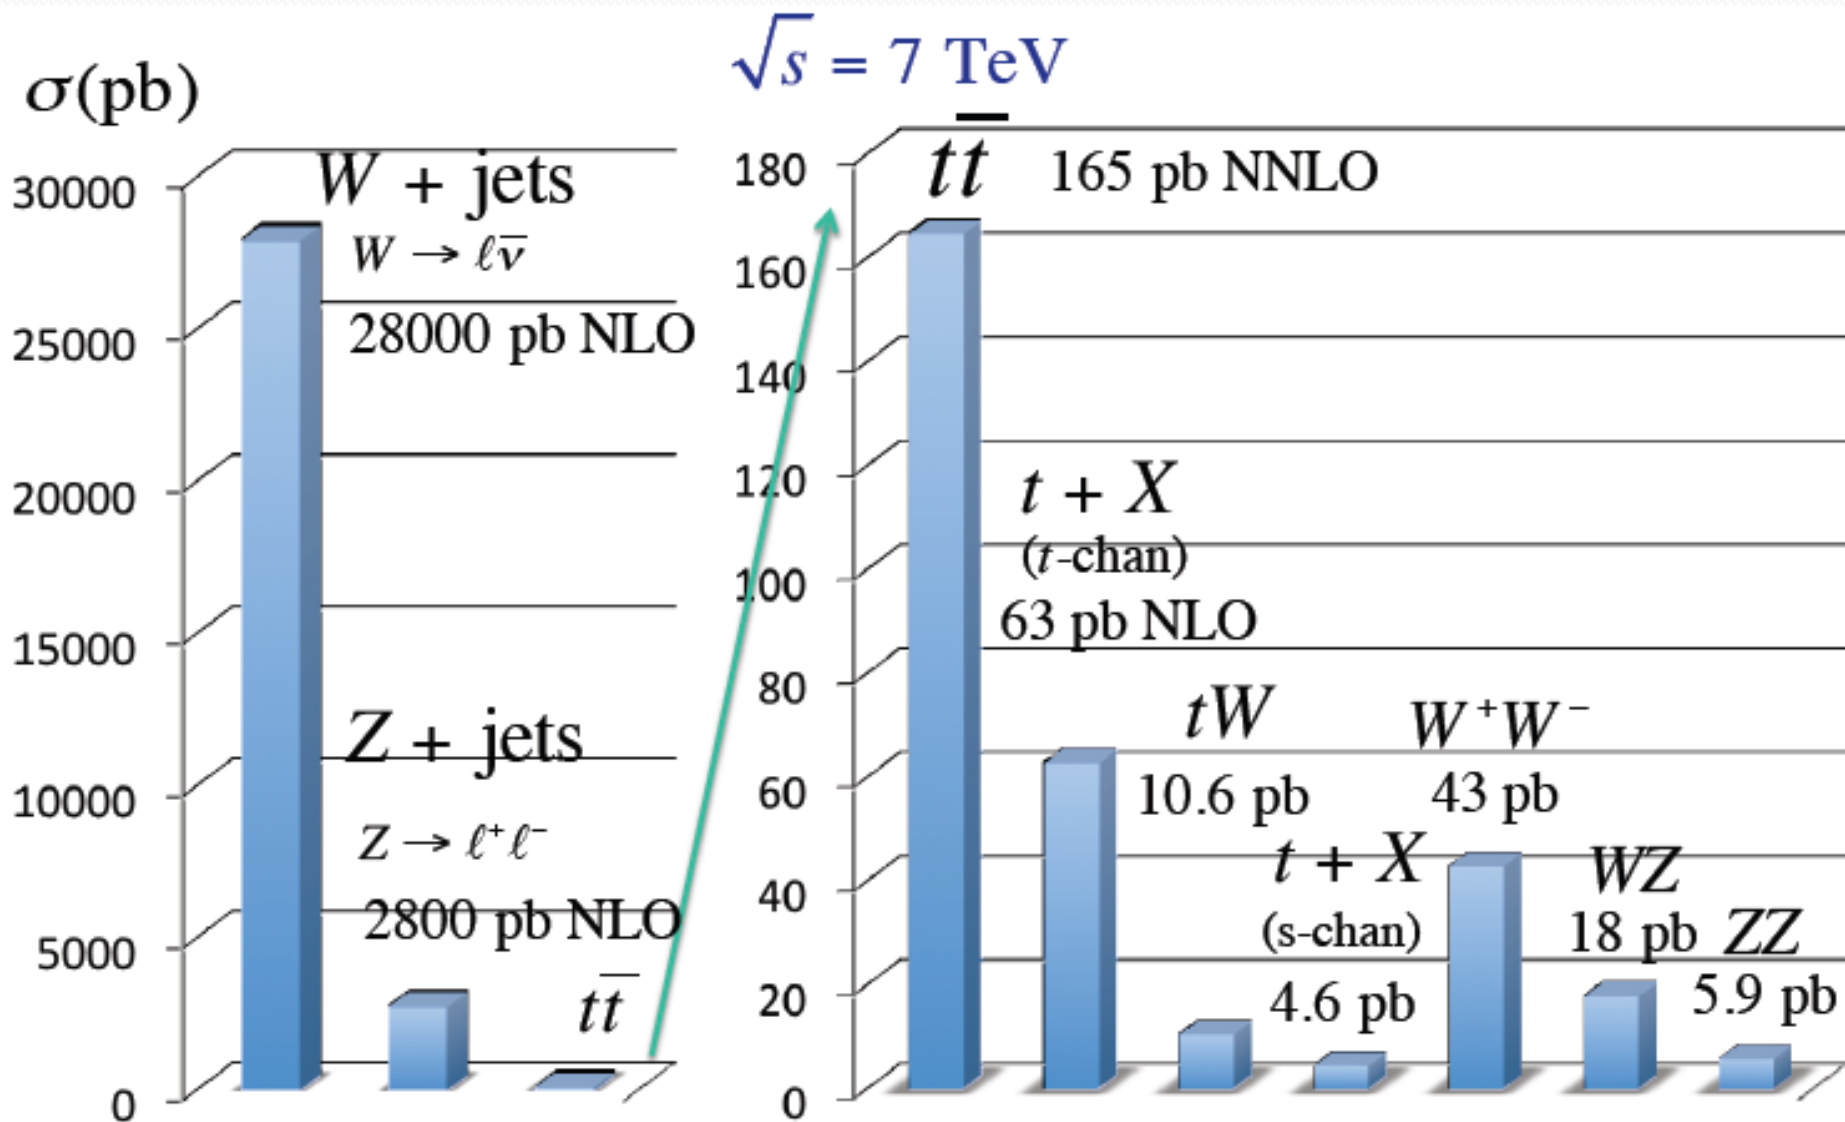 √s = 7 TeV
σ(pb)
30000
25000
20000
15000
10000
5000
0
W + jets
W → ℓν̅
28000 pb NLO
Z + jets
Z → ℓ⁺ℓ⁻
2800 pb NLO
tt̅
180
160
140
120
100
80
60
40
20
0
tt̅ 165 pb NNLO
t + X
(t-chan)
63 pb NLO
tW
10.6 pb
t + X
(s-chan)
4.6 pb
W⁺W⁻
43 pb
WZ
18 pb
ZZ
5.9 pb